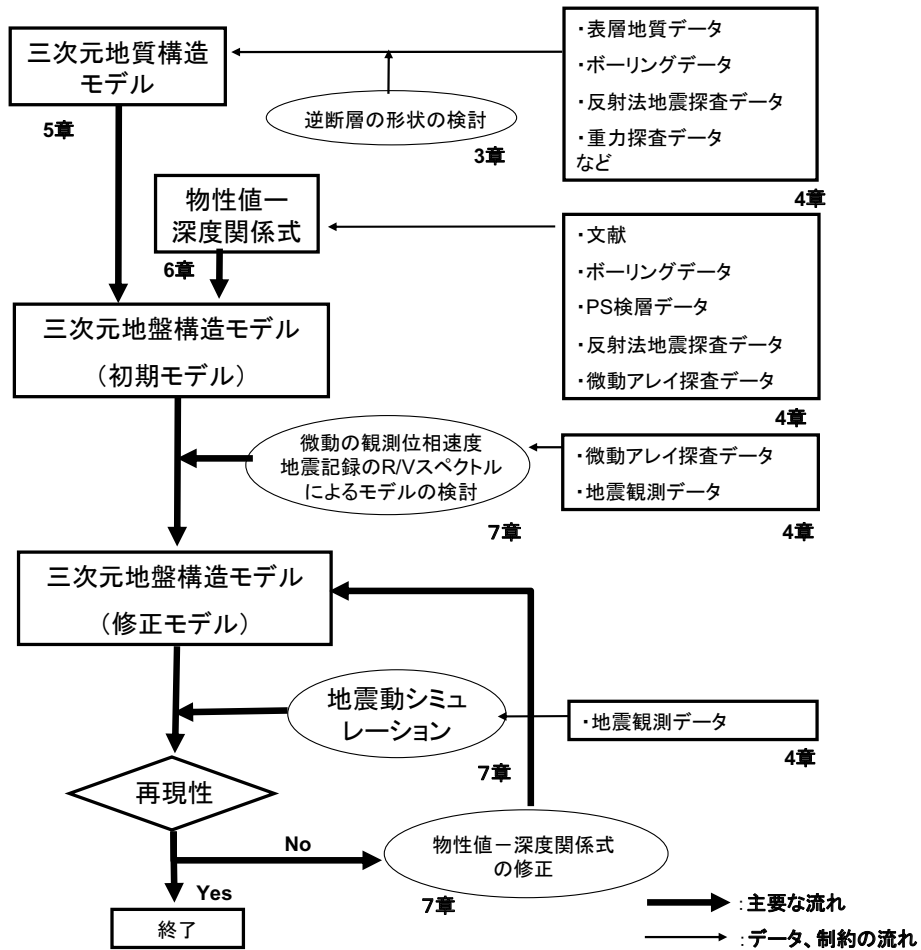 三次元地質構造
モデル
5章
逆断層の形状の検討
3章
・表層地質データ
・ボーリングデータ
・反射法地震探査データ
・重力探査データ
など
4章
物性値ー
深度関係式
6章
・文献
・ボーリングデータ
・PS検層データ
・反射法地震探査データ
・微動アレイ探査データ
4章
三次元地盤構造モデル
（初期モデル）
微動の観測位相速度
地震記録のR/Vスペクトル
によるモデルの検討
7章
・微動アレイ探査データ
・地震観測データ
4章
三次元地盤構造モデル
（修正モデル）
地震動シミュ
レーション
7章
・地震観測データ
4章
再現性
No
物性値－深度関係式
の修正
7章
Yes
終了
：主要な流れ
：データ、制約の流れ